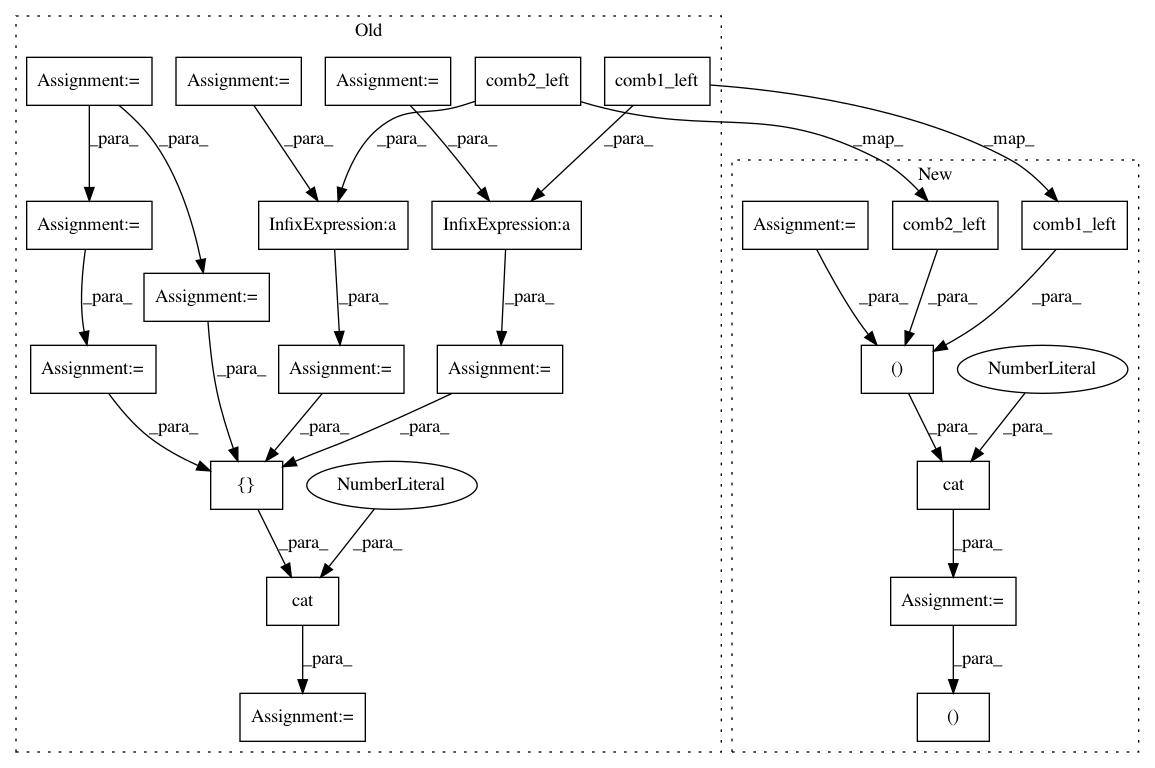 Old
Assignment:= Assignment:= Assignment:= comb2_left comb1_left
_para_ _para_ _para_ _para_ _para_ _para_ _map_ _map_
New
Assignment:= InfixExpression:a InfixExpression:a Assignment:= comb2_left comb1_left
_para_ Assignment:= _para_ _para_ _para_ _para_ _para_
Assignment:= _para_ Assignment:= Assignment:= () NumberLiteral
_para_ _para_ _para_ _para_ _para_
{} NumberLiteral cat
_para_ _para_ _para_
cat Assignment:=
_para_ _para_
Assignment:= ()